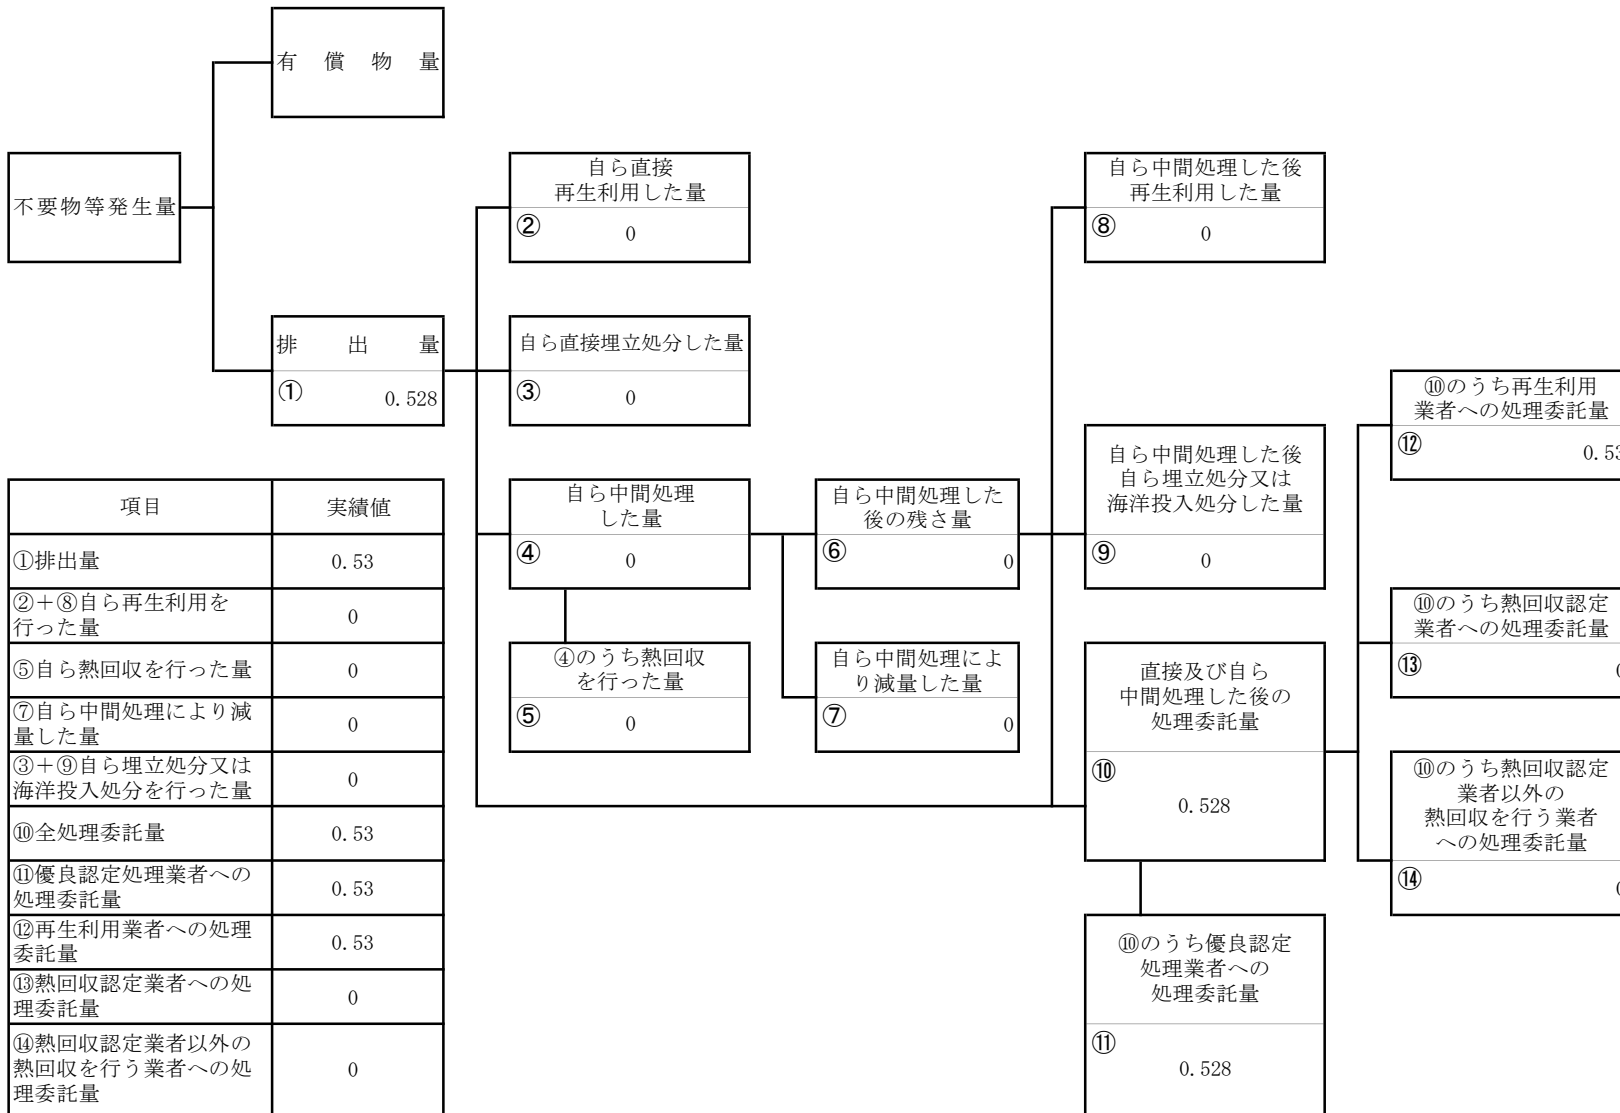 有償物量
不要物等発生量
排出量
① 0.528
自ら直接
再生利用した量
② 0
自ら直接埋立処分した量
③ 0
自ら中間処理
した量
④ 0
④のうち熱回収
を行った量
⑤ 0
自ら中間処理した
後の残さ量
⑥ 0
自ら中間処理によ
り減量した量
⑦ 0
自ら中間処理した後
再生利用した量
⑧ 0
自ら中間処理した後
自ら埋立処分又は
海洋投入処分した量
⑨ 0
直接及び自ら
中間処理した後の
処理委託量
⑩
0.528
⑩のうち優良認定
処理業者への
処理委託量
⑪
0.528
⑩のうち再生利用
業者への処理委託量
⑫ 0.53
⑩のうち熱回収認定
業者への処理委託量
⑬ 0
⑩のうち熱回収認定
業者以外の
熱回収を行う業者
への処理委託量
⑭ 0
項目 実績値
①排出量 0.53
②+⑧自ら再生利用を
行った量 0
⑤自ら熱回収を行った量 0
⑦自ら中間処理により減
量した量 0
③+⑨自ら埋立処分又は
海洋投入処分を行った量 0
⑩全処理委託量 0.53
⑪優良認定処理業者への
処理委託量 0.53
⑫再生利用業者への処理
委託量 0.53
⑬熱回収認定業者への処
理委託量 0
⑭熱回収認定業者以外の
熱回収を行う業者への処
理委託量 0